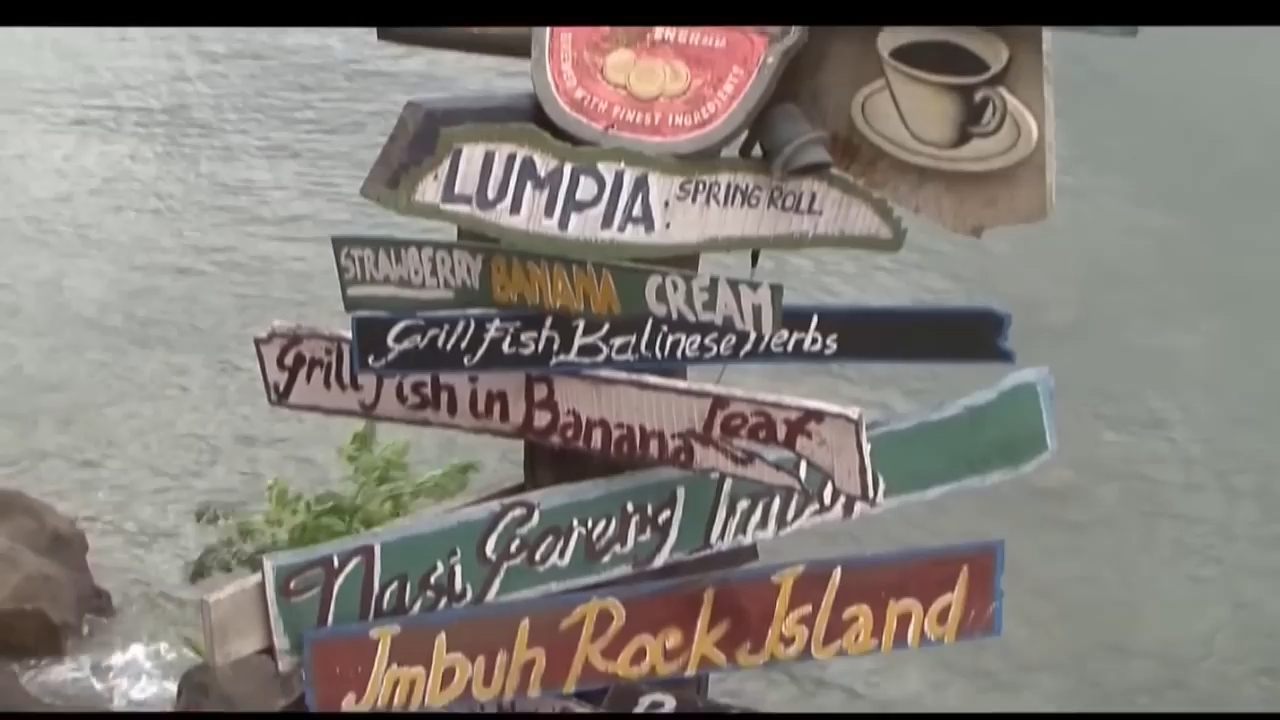 WITH FINEST INGREDIENTS
LUMPIA : SPRING ROLL
STRAWBERRY BANANA CREAM
Grill Fish Balinese Herbs
Grill Fish in Banana Leaf
Nasi Goreng
Imbuh Rock Island